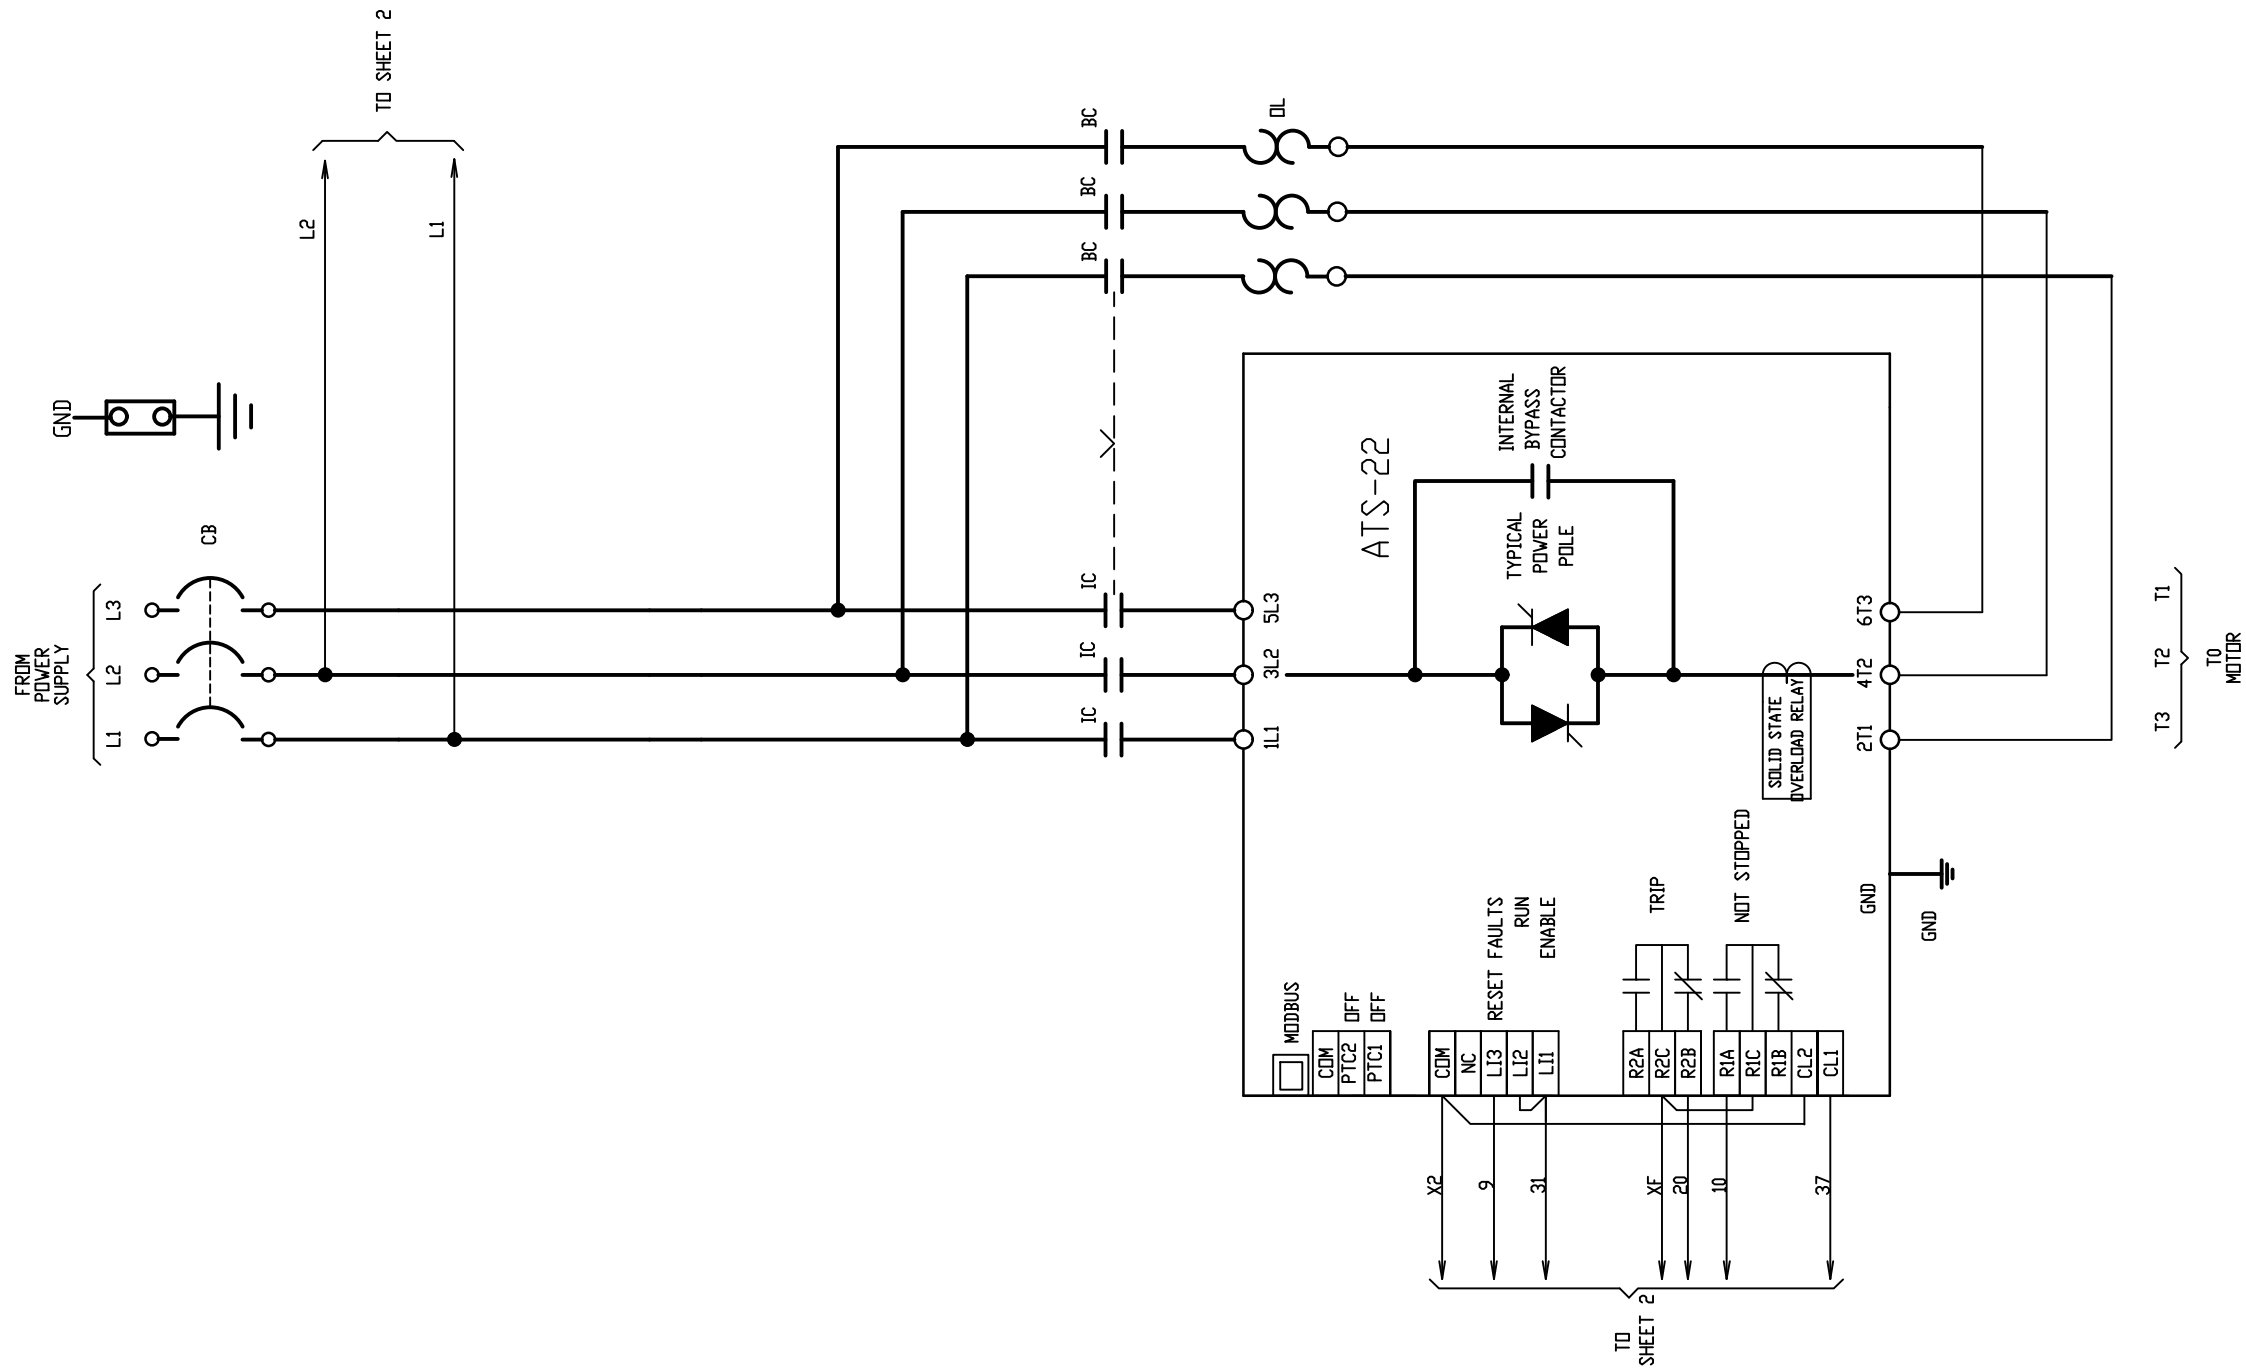 FROM
POWER
SUPPLY
L1
L2
L3
CB
GND
L2
L1
TO SHEET 2
BC
BC
BC
OL
IC
IC
IC
1L1
3L2
5L3
ATS-22
INTERNAL
BYPASS
CONTACTOR
TYPICAL
POWER
POLE
SOLID STATE
OVERLOAD RELAY
2T1
4T2
6T3
T3
T2
T1
TO
MOTOR
GND
GND
MODBUS
COM
PTC2
OFF
PTC1
OFF
COM
NC
LI3
RESET FAULTS
LI2
RUN
LI1
ENABLE
R2A
R2C
R2B
TRIP
R1A
R1C
R1B
NOT STOPPED
CL2
CL1
X2
9
31
XF
20
10
37
TO
SHEET 2